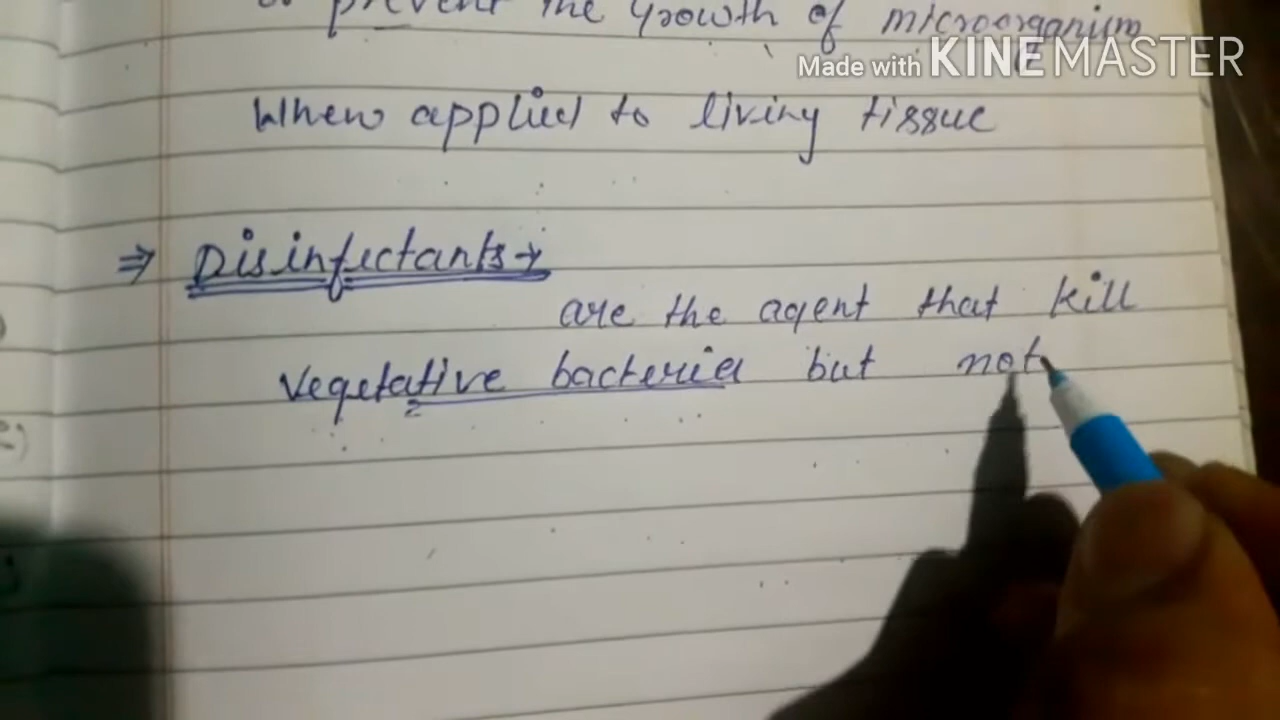 prevent the growth of microorganism
Made with KINEMASTER
When applied to living tissue
⇒ Disinfectants →
are the agent that kill
vegetative bacteria but not